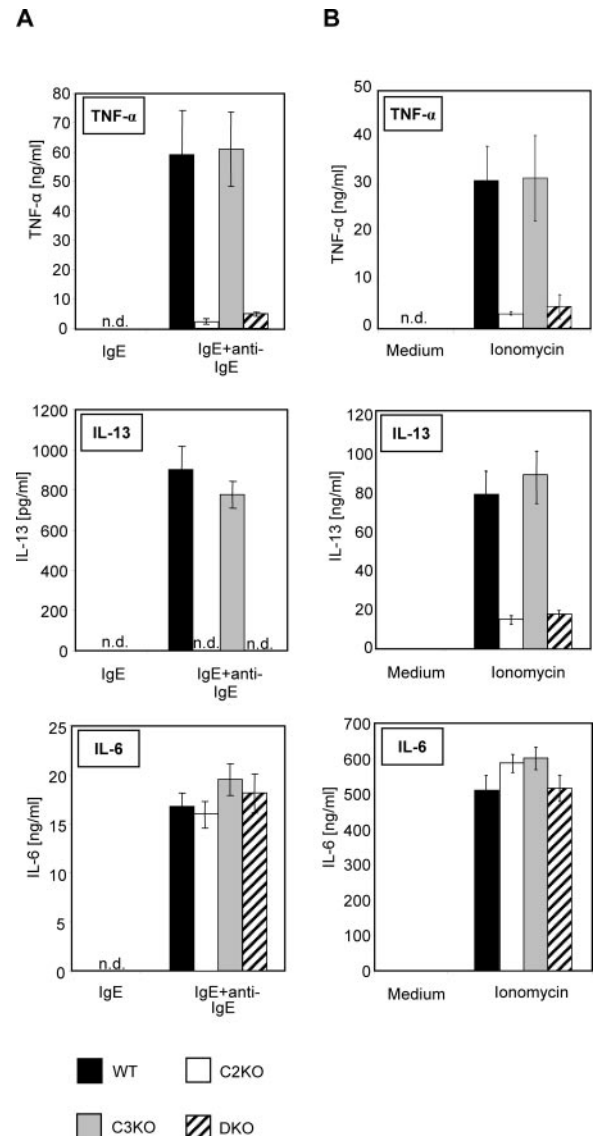 A B
TNF-α
TNF-α [ng/ml]
80
70
60
50
40
30
20
10
0
n.d.
IgE IgE+anti-
IgE
TNF-α
TNF-α [ng/ml]
50
40
30
20
10
0
n.d.
Medium Ionomycin
IL-13
IL-13 [pg/ml]
1200
1000
800
600
400
200
0
n.d. n.d. n.d.
IgE IgE+anti-
IgE
IL-13
IL-13 [ng/ml]
120
100
80
60
40
20
0
Medium Ionomycin
IL-6
IL-6 [ng/ml]
25
20
15
10
5
0
n.d.
IgE IgE+anti-
IgE
IL-6
IL-6 [ng/ml]
700
600
500
400
300
200
100
0
Medium Ionomycin
WT C2KO
C3KO DKO